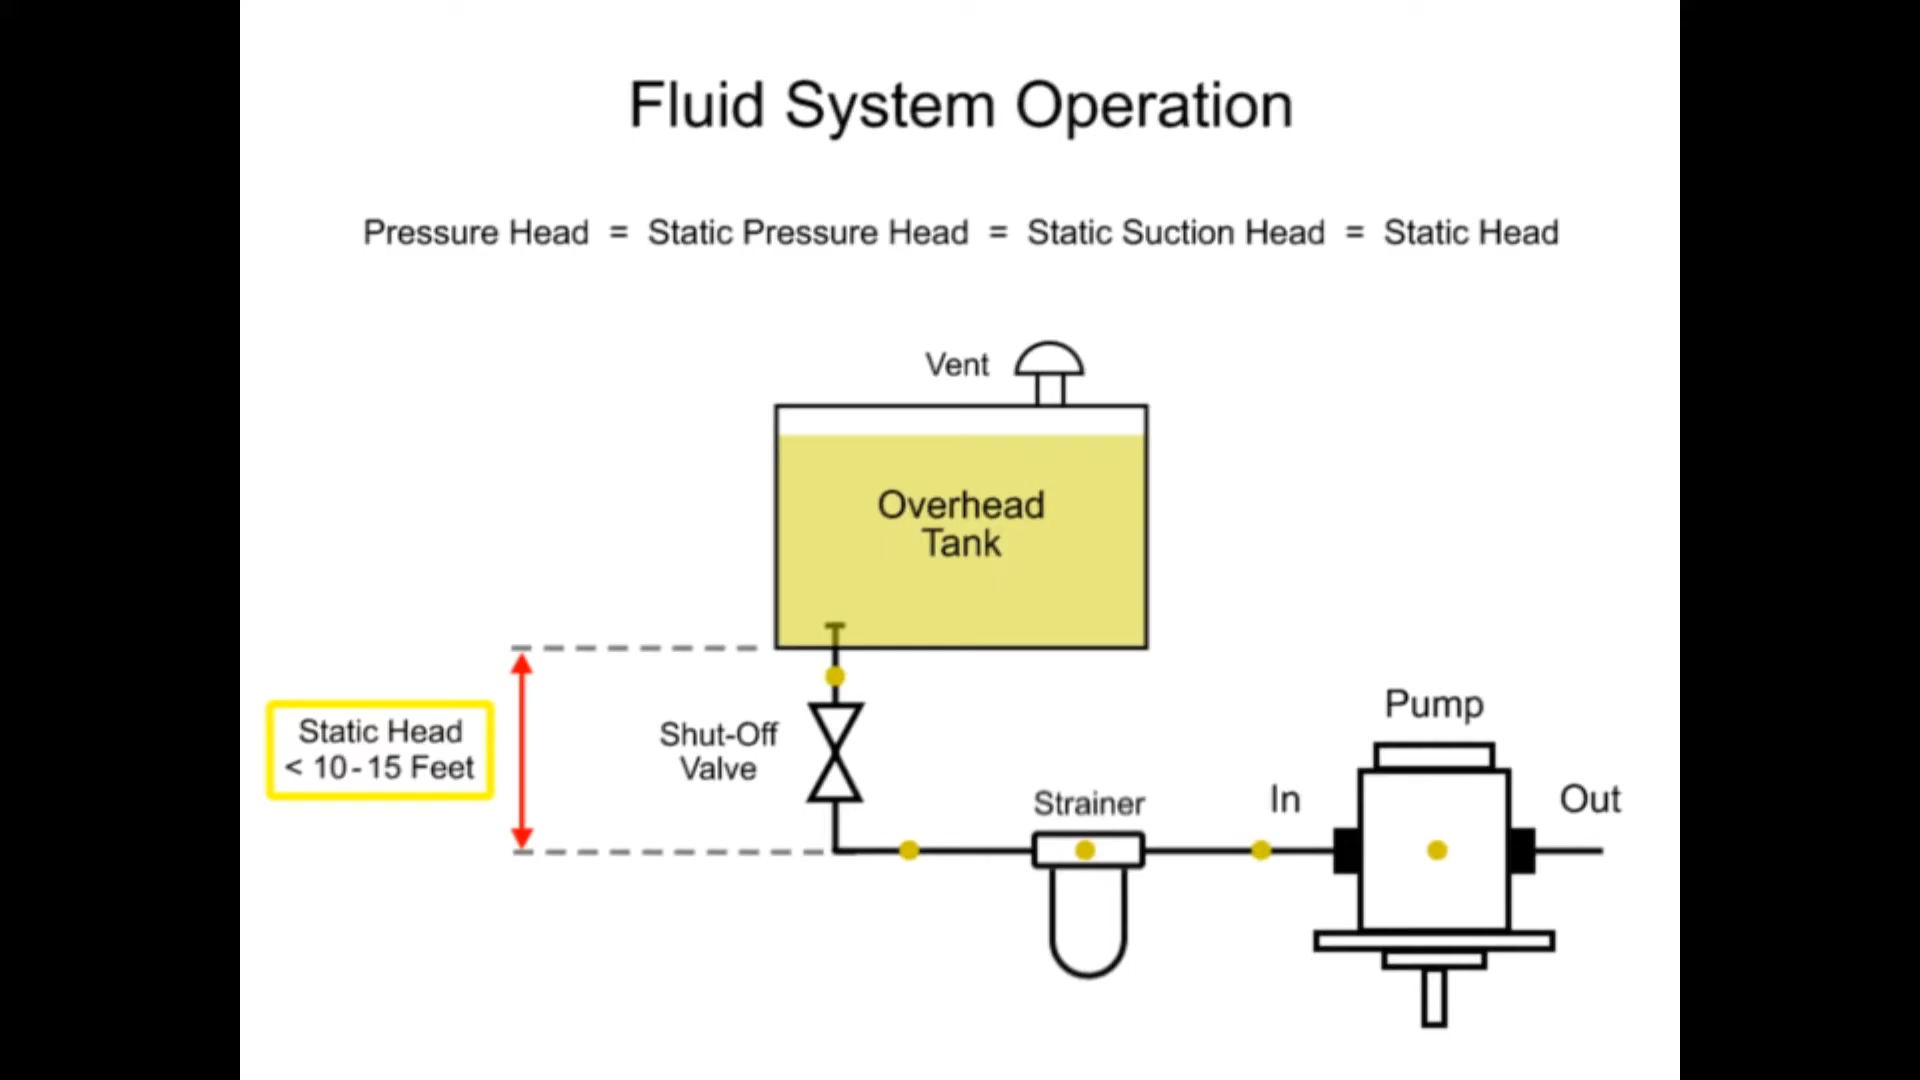 Fluid System Operation
Pressure Head = Static Pressure Head = Static Suction Head = Static Head
Vent
Overhead
Tank
Static Head
< 10-15 Feet
Shut-Off
Valve
Strainer
In
Pump
Out